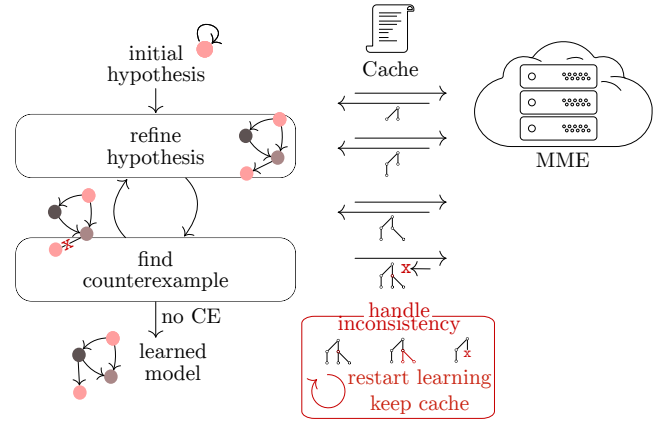 initial
hypothesis
refine
hypothesis
x
find
counterexample
no CE
learned
model
Cache
MME
x
handle
inconsistency
x
restart learning
keep cache